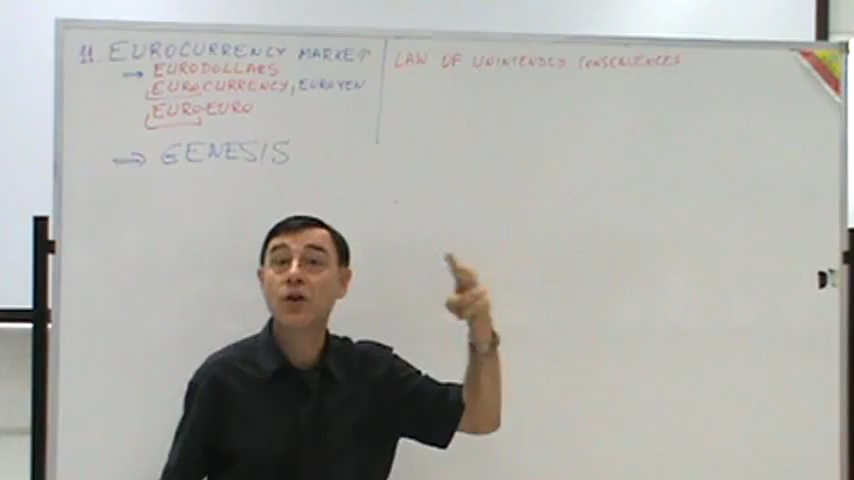 11. EUROCURRENCY MARKET
→ EURODOLLARS
EUROCURRENCY, EUROYEN
EURO-EURO
→ GENESIS
LAW OF UNINTENDED CONSEQUENCES